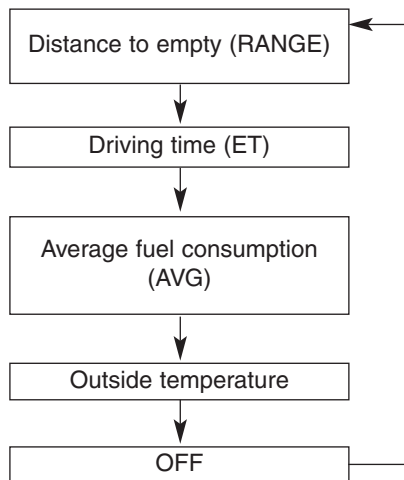 Distance to empty (RANGE)
Driving time (ET)
Average fuel consumption
(AVG)
Outside temperature
OFF